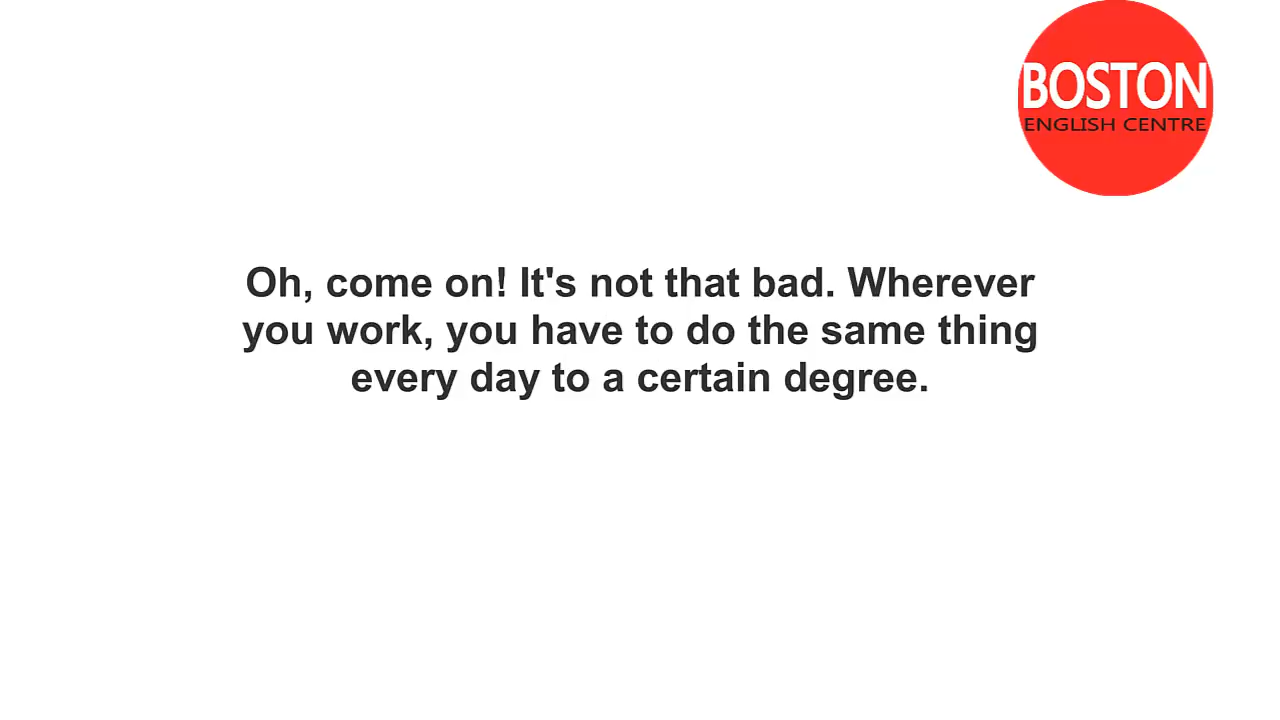 BOSTON
ENGLISH CENTRE
Oh, come on! It's not that bad. Wherever
you work, you have to do the same thing
every day to a certain degree.